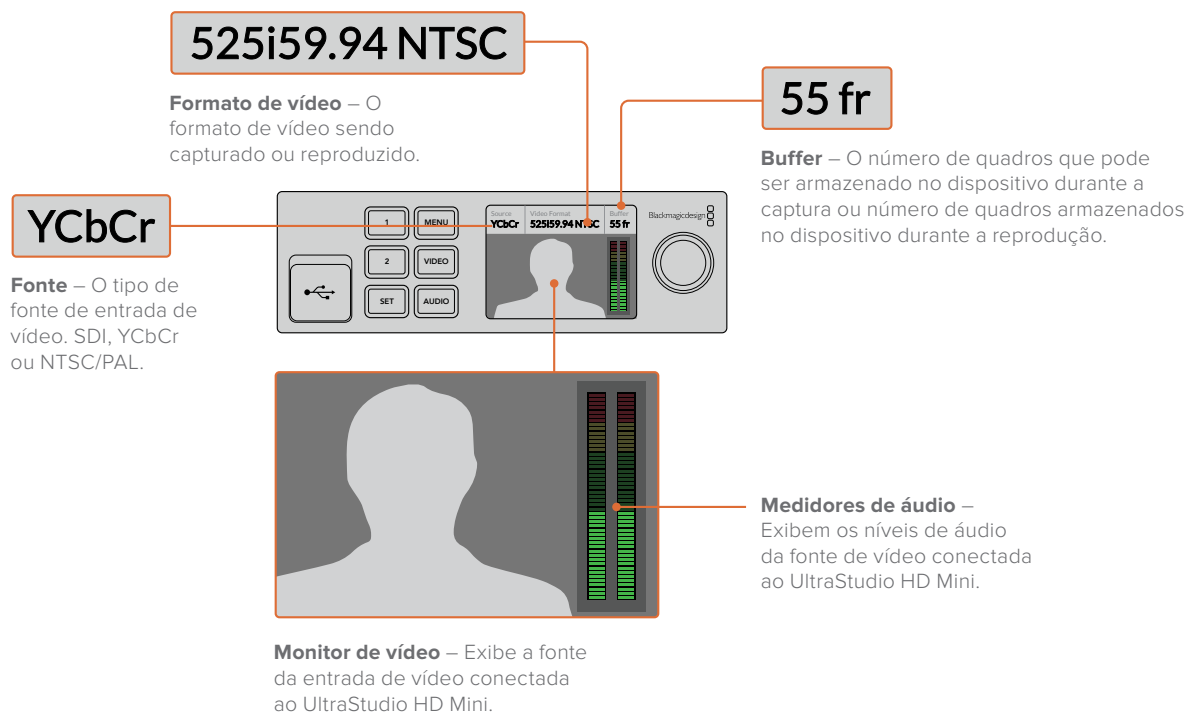 525i59.94 NTSC
Formato de vídeo – O
formato de vídeo sendo
capturado ou reproduzido.
55 fr
Buffer – O número de quadros que pode
ser armazenado no dispositivo durante a
captura ou número de quadros armazenados
no dispositivo durante a reprodução.
YCbCr
Fonte – O tipo de
fonte de entrada de
vídeo. SDI, YCbCr
ou NTSC/PAL.
1
MENU
2
VIDEO
SET
AUDIO
Source
Video Format
Buffer
YCbCr
525i59.94 NTSC
55 fr
Blackmagicdesign
Medidores de áudio –
Exibem os níveis de áudio
da fonte de vídeo conectada
ao UltraStudio HD Mini.
Monitor de vídeo – Exibe a fonte
da entrada de vídeo conectada
ao UltraStudio HD Mini.